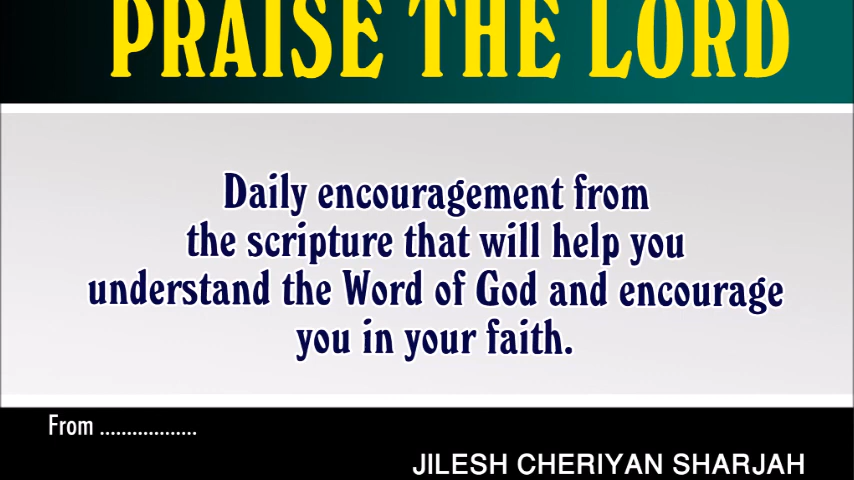 PRAISE THE LORD
Daily encouragement from
the scripture that will help you
understand the Word of God and encourage
you in your faith.
From ..................
JILESH CHERIYAN SHARJAH